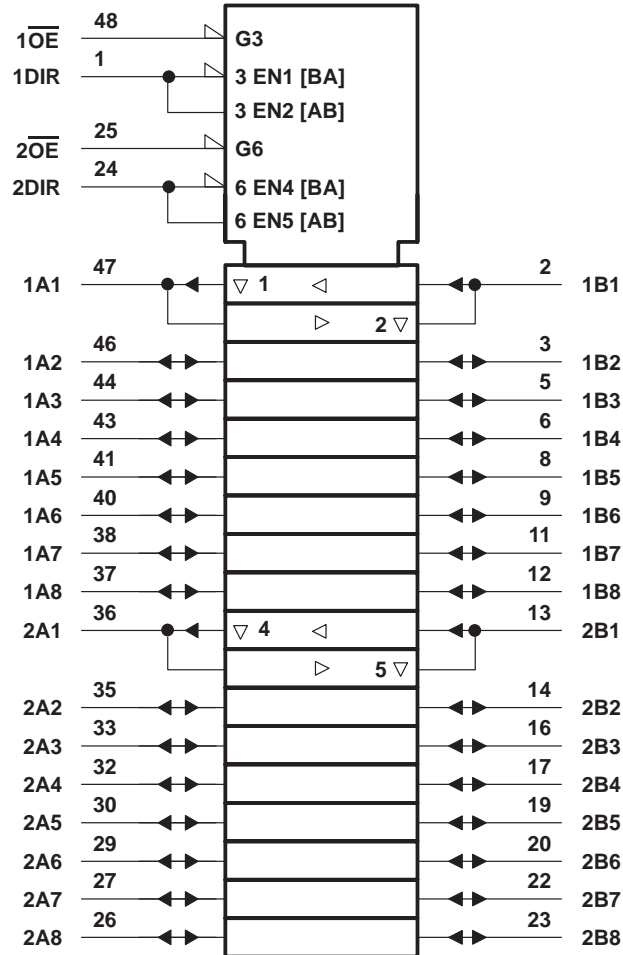 1O̅E̅ 48 G3
1DIR 1 3 EN1 [BA]
3 EN2 [AB]
2O̅E̅ 25 G6
2DIR 24 6 EN4 [BA]
6 EN5 [AB]
1A1 47 ▽ 1 ◁ 2 1B1
▷ 2 ▽
1A2 46 3 1B2
1A3 44 5 1B3
1A4 43 6 1B4
1A5 41 8 1B5
1A6 40 9 1B6
1A7 38 11 1B7
1A8 37 12 1B8
2A1 36 ▽ 4 ◁ 13 2B1
▷ 5 ▽
2A2 35 14 2B2
2A3 33 16 2B3
2A4 32 17 2B4
2A5 30 19 2B5
2A6 29 20 2B6
2A7 27 22 2B7
2A8 26 23 2B8